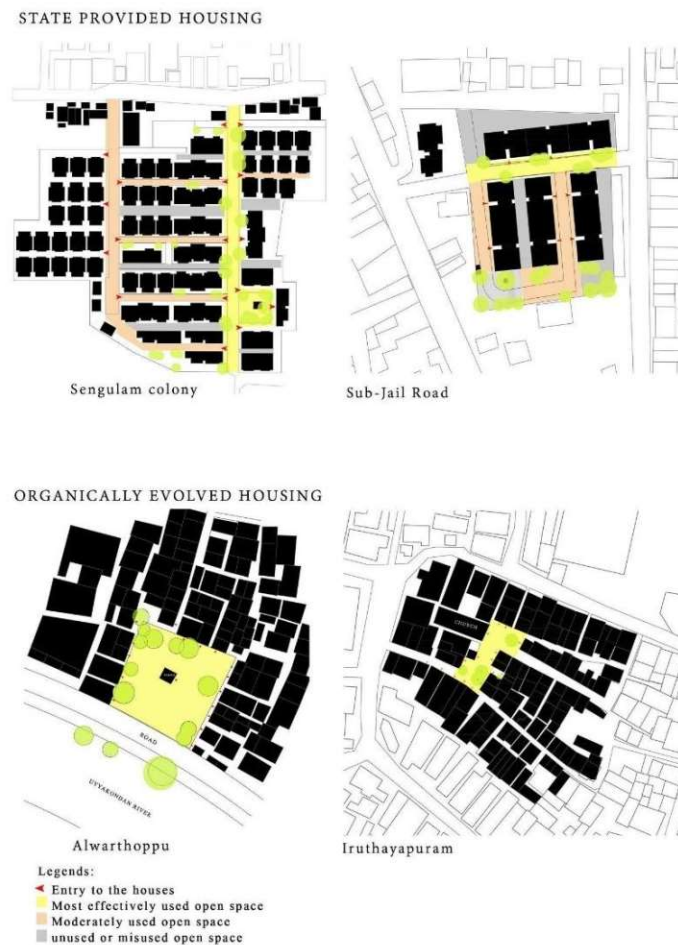 STATE PROVIDED HOUSING
Sengulam colony
Sub-Jail Road
ORGANICALLY EVOLVED HOUSING
CHURCH
ROAD
UYYAKONDAN RIVER
Alwarthoppu
Iruthayapuram
Legends:
Entry to the houses
Most effectively used open space
Moderately used open space
unused or misused open space